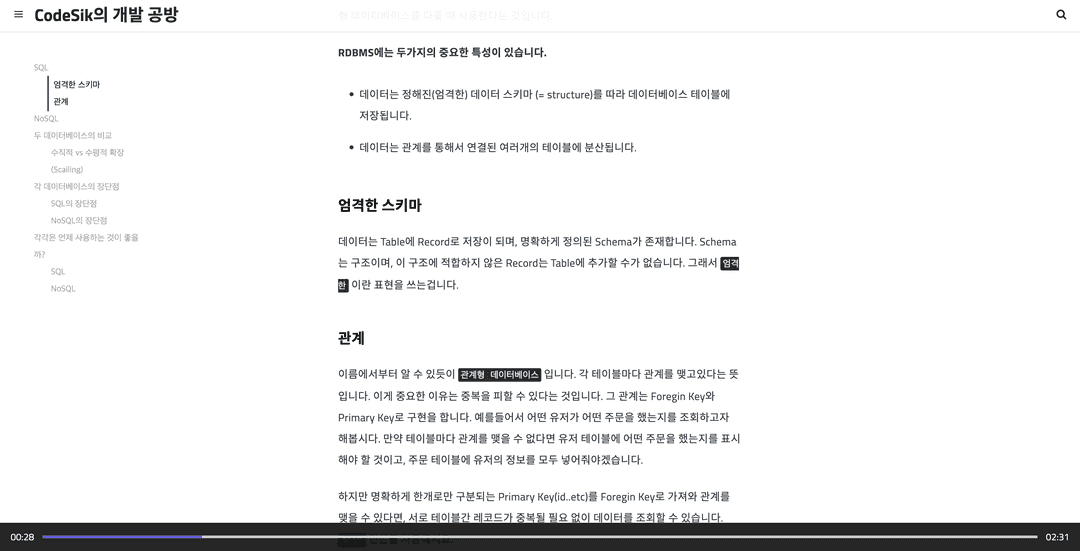 CodeSik의 개발 공방
형 데이터베이스를 다룰 때 사용한다는 것입니다.
SQL
엄격한 스키마
관계
NoSQL
두 데이터베이스의 비교
수직적 vs 수평적 확장
(Scailing)
각 데이터베이스의 장단점
SQL의 장단점
NoSQL의 장단점
각각은 언제 사용하는 것이 좋을
까?
SQL
NoSQL
RDBMS에는 두가지의 중요한 특성이 있습니다.
데이터는 정해진(엄격한) 데이터 스키마 (= structure)를 따라 데이터베이스 테이블에
저장됩니다.
데이터는 관계를 통해서 연결된 여러개의 테이블에 분산됩니다.
엄격한 스키마
데이터는 Table에 Record로 저장이 되며, 명확하게 정의된 Schema가 존재합니다. Schema
는 구조이며, 이 구조에 적합하지 않은 Record는 Table에 추가할 수가 없습니다. 그래서 엄격
한 이란 표현을 쓰는겁니다.
관계
이름에서부터 알 수 있듯이 관계형 데이터베이스 입니다. 각 테이블마다 관계를 맺고있다는 뜻
입니다. 이게 중요한 이유는 중복을 피할 수 있다는 것입니다. 그 관계는 Foregin Key와
Primary Key로 구현을 합니다. 예를들어서 어떤 유저가 어떤 주문을 했는지를 조회하고자
해봅시다. 만약 테이블마다 관계를 맺을 수 없다면 유저 테이블에 어떤 주문을 했는지를 표시
해야 할 것이고, 주문 테이블에 유저의 정보를 모두 넣어줘야겠습니다.
하지만 명확하게 한개로만 구분되는 Primary Key(id..etc)를 Foregin Key로 가져와 관계를
맺을 수 있다면, 서로 테이블간 레코드가 중복될 필요 없이 데이터를 조회할 수 있습니다.
00:28
02:31